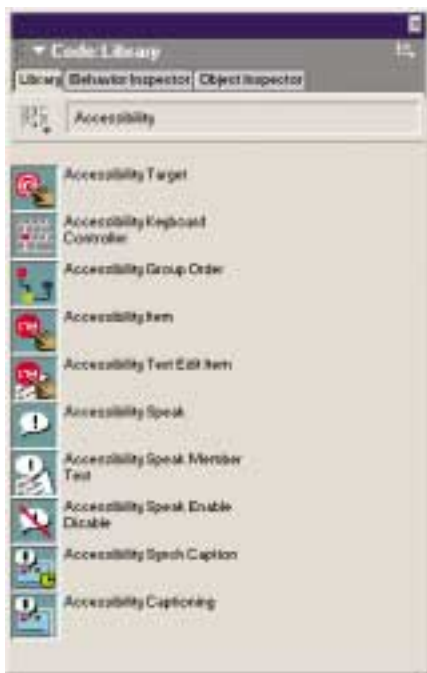 Code: Library
Library Behavior Inspector Object Inspector
Accessibility
Accessibility Target
Accessibility Keyboard
Controller
Accessibility Group Order
Accessibility Item
Accessibility Text Edit Item
Accessibility Speak
Accessibility Speak Member
Text
Accessibility Speak Enable
Disable
Accessibility Synch Caption
Accessibility Captioning